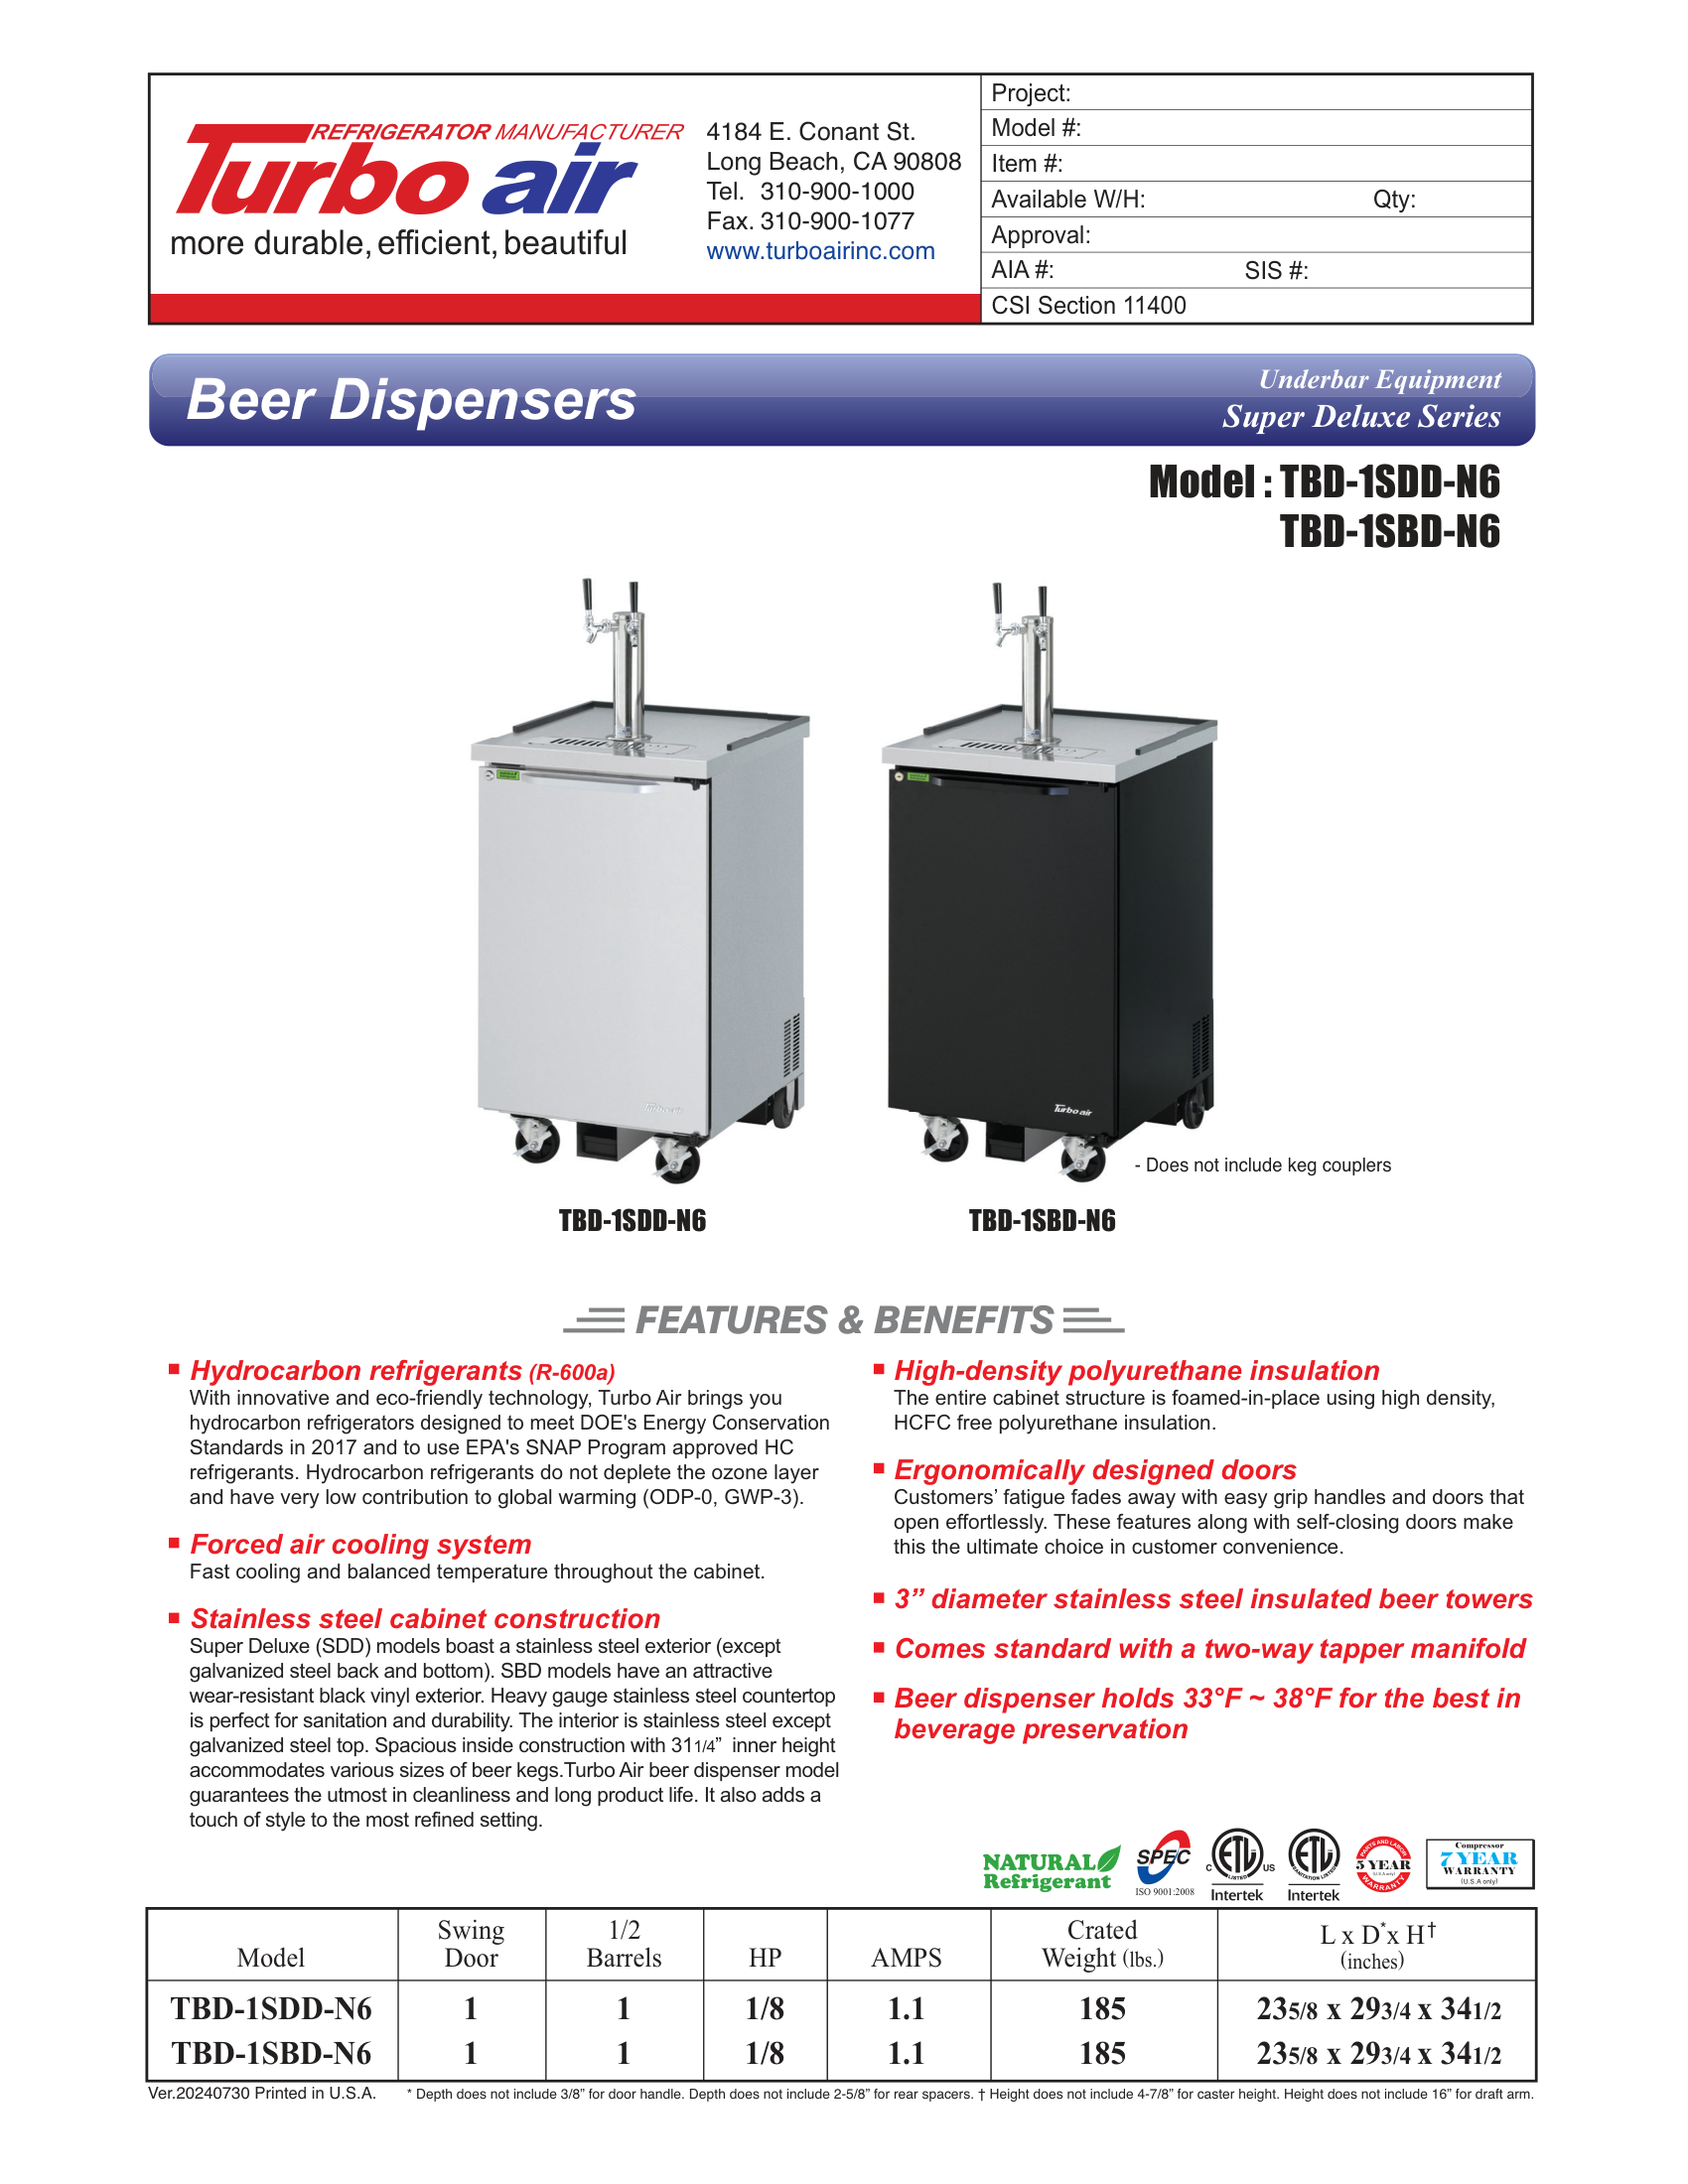 REFRIGERATOR MANUFACTURER
Turbo air
more durable, efficient, beautiful
4184 E. Conant St.
Long Beach, CA 90808
Tel. 310-900-1000
Fax. 310-900-1077
www.turboairinc.com
Project:
Model #:
Item #:
Available W/H: Qty:
Approval:
AIA #: SIS #:
CSI Section 11400
Beer Dispensers
Underbar Equipment
Super Deluxe Series
Model : TBD-1SDD-N6
TBD-1SBD-N6
Turbo air
Turbo air
- Does not include keg couplers
TBD-1SDD-N6
TBD-1SBD-N6
FEATURES & BENEFITS
■ Hydrocarbon refrigerants (R-600a)
With innovative and eco-friendly technology, Turbo Air brings you
hydrocarbon refrigerators designed to meet DOE's Energy Conservation
Standards in 2017 and to use EPA's SNAP Program approved HC
refrigerants. Hydrocarbon refrigerants do not deplete the ozone layer
and have very low contribution to global warming (ODP-0, GWP-3).
■ Forced air cooling system
Fast cooling and balanced temperature throughout the cabinet.
■ Stainless steel cabinet construction
Super Deluxe (SDD) models boast a stainless steel exterior (except
galvanized steel back and bottom). SBD models have an attractive
wear-resistant black vinyl exterior. Heavy gauge stainless steel countertop
is perfect for sanitation and durability. The interior is stainless steel except
galvanized steel top. Spacious inside construction with 31 1/4” inner height
accommodates various sizes of beer kegs.Turbo Air beer dispenser model
guarantees the utmost in cleanliness and long product life. It also adds a
touch of style to the most refined setting.
■ High-density polyurethane insulation
The entire cabinet structure is foamed-in-place using high density,
HCFC free polyurethane insulation.
■ Ergonomically designed doors
Customers’ fatigue fades away with easy grip handles and doors that
open effortlessly. These features along with self-closing doors make
this the ultimate choice in customer convenience.
■ 3” diameter stainless steel insulated beer towers
■ Comes standard with a two-way tapper manifold
■ Beer dispenser holds 33°F ~ 38°F for the best in
beverage preservation
NATURAL
Refrigerant
SPEC
ISO 9001:2008
C ETL US
LISTED
Intertek
ETL
SANITATION LISTED
Intertek
PARTS AND LABOR
5 YEAR
(U.S.A only)
WARRANTY
Compressor
7 YEAR
WARRANTY
(U.S.A only)
Model Swing Door 1/2 Barrels HP AMPS Crated Weight (lbs.) L x D* x H† (inches)
TBD-1SDD-N6 1 1 1/8 1.1 185 23 5/8 x 29 3/4 x 34 1/2
TBD-1SBD-N6 1 1 1/8 1.1 185 23 5/8 x 29 3/4 x 34 1/2
Ver.20240730 Printed in U.S.A. * Depth does not include 3/8” for door handle. Depth does not include 2-5/8” for rear spacers. † Height does not include 4-7/8” for caster height. Height does not include 16” for draft arm.